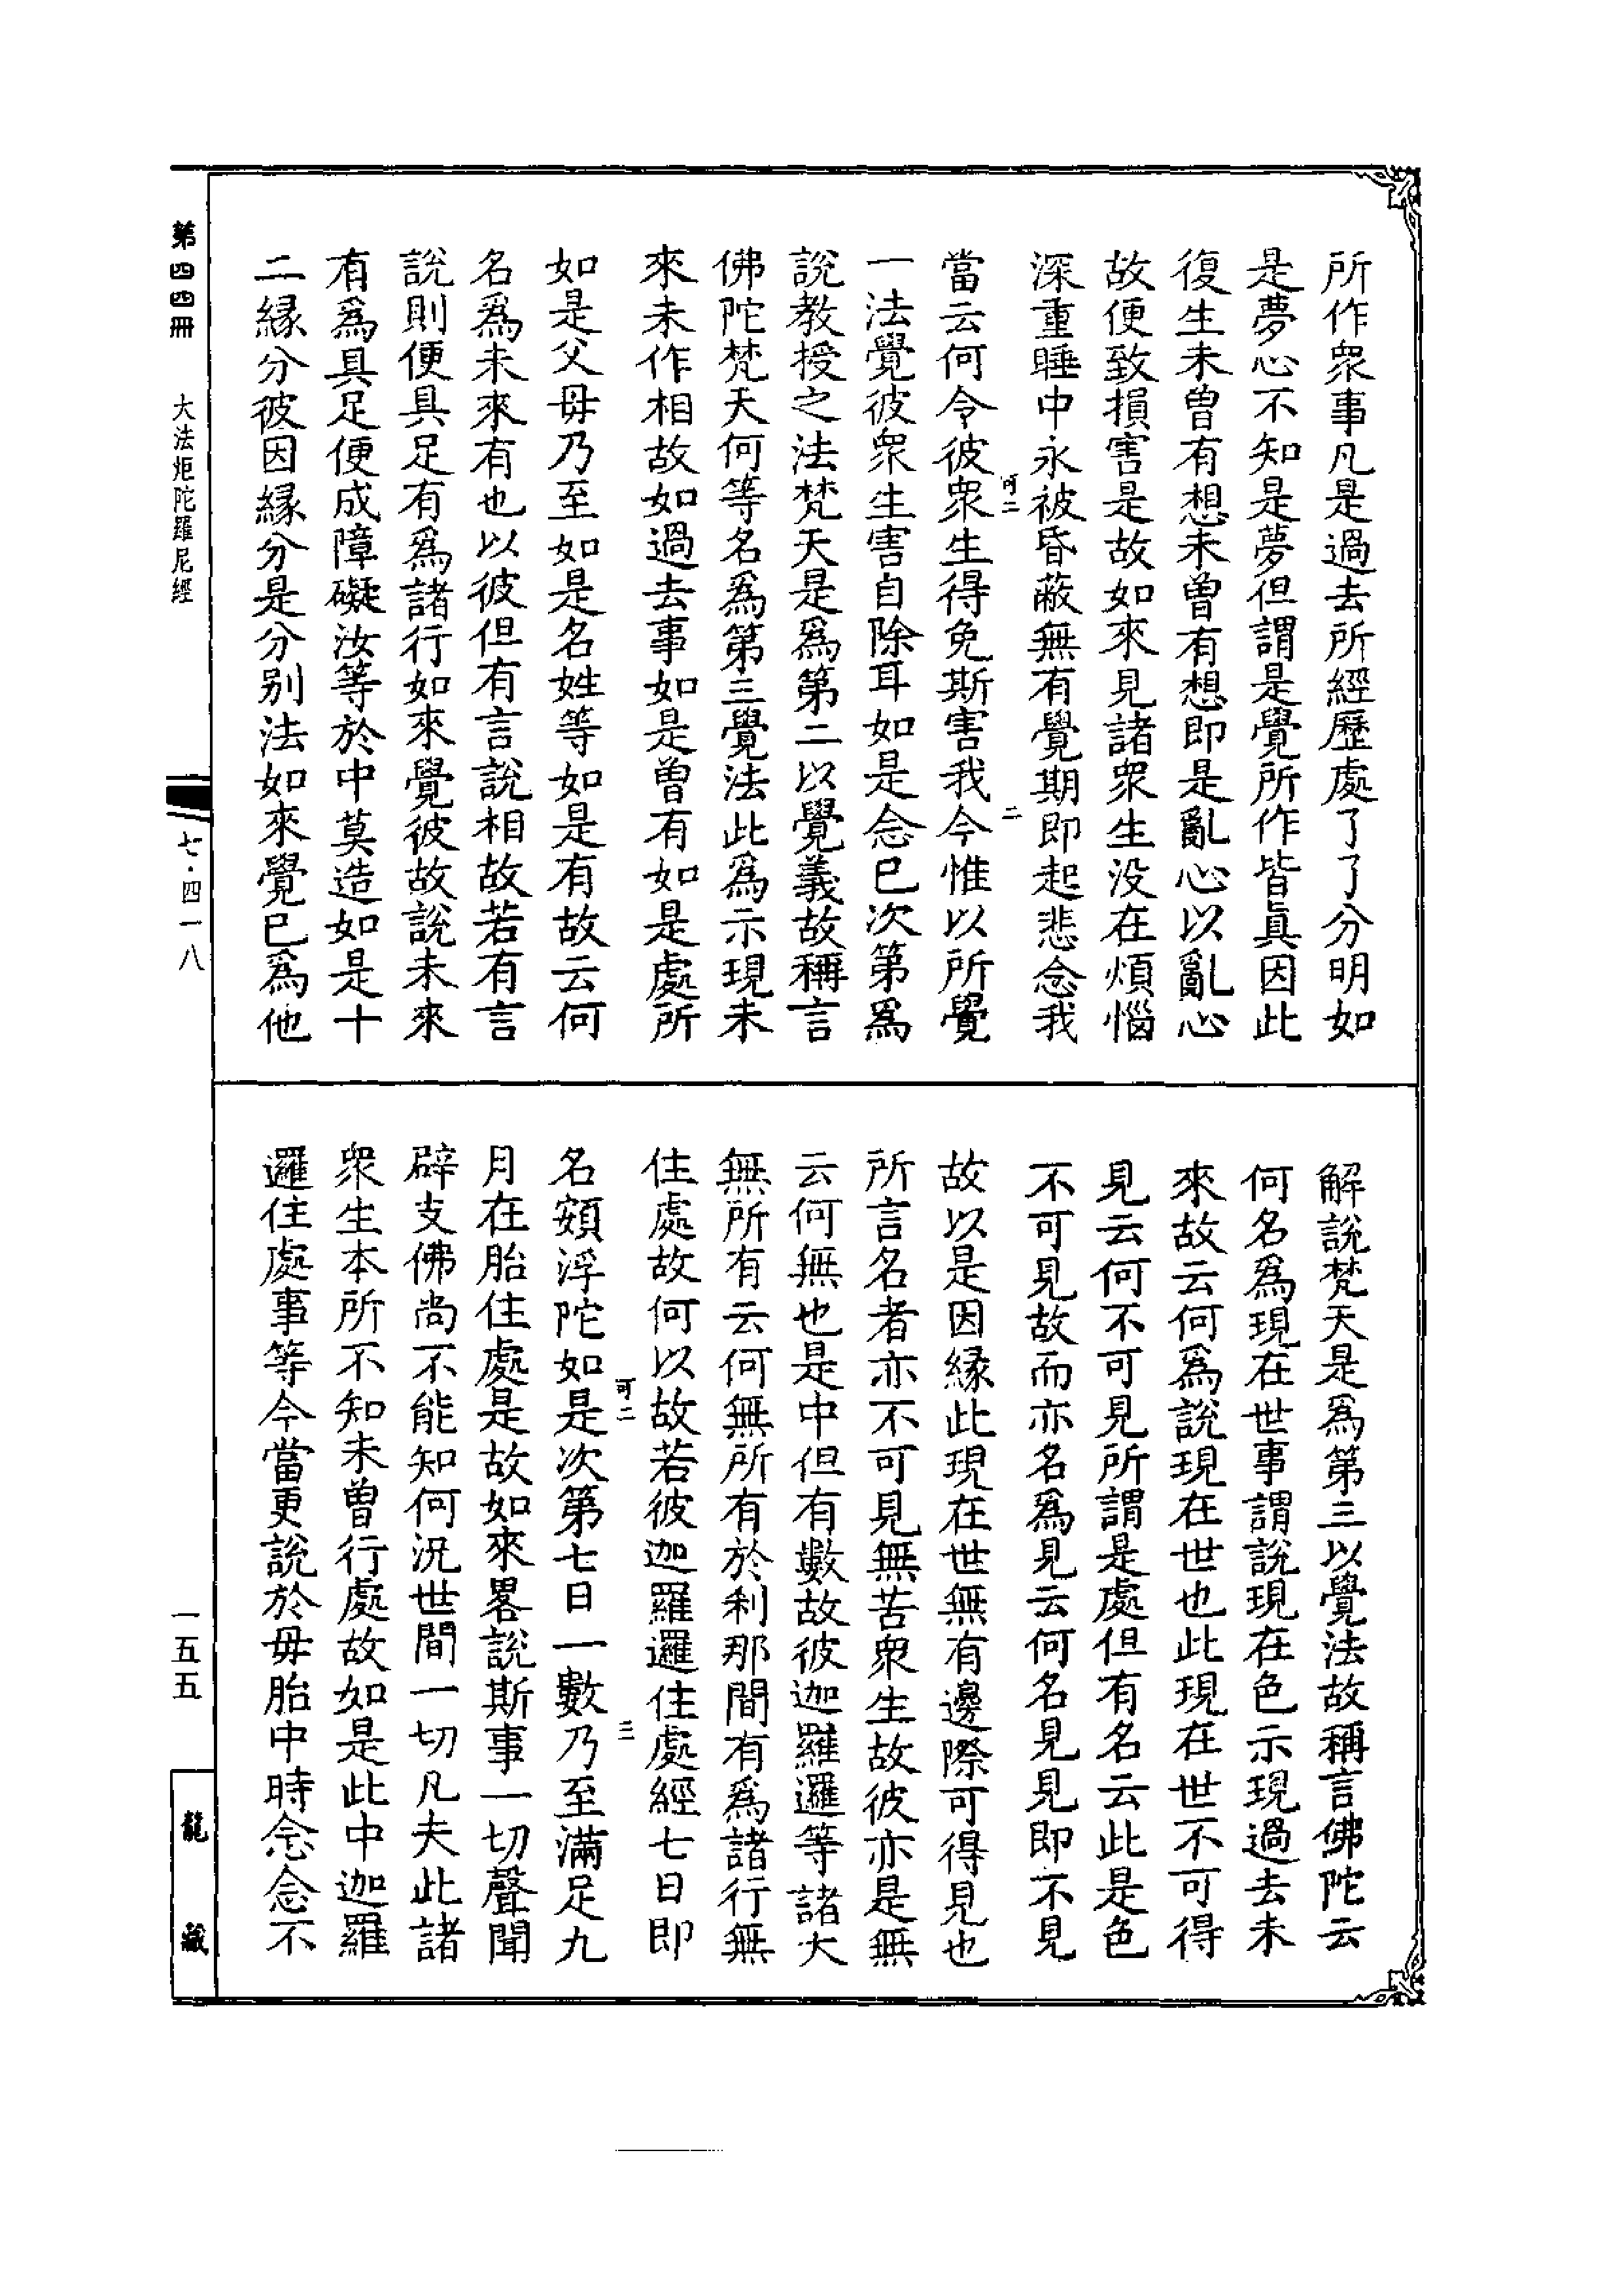 所作衆事凡是過去所經歷處了了分明如
是夢心不知是夢但謂是覺所作皆眞因此
復生未曾有想未曾有想即是亂心以亂心
故便致損害是故如來見諸衆生没在煩惱
深重睡中永被昏蔽無有覺期即起悲念我
可二
二
當云何令彼衆生得免斯害我今惟以所覺
一法覺彼衆生害自除耳如是念已次第爲
說教授之法梵天是爲第二以覺義故稱言
佛陀梵天何等名爲第三覺法此爲示現未
來未作相故如過去事如是曾有如是處所
如是父毋乃至如是名姓等如是有故云何
名爲未來有也以彼但有言說相故若有言
說則便具足有爲諸行如來覺彼故說未來
有爲具足便成障礙汝等於中莫造如是十
二緣分彼因緣分是分别法如來覺已爲他
解說梵天是爲第三以覺法故稱言佛陀云
何名爲現在世事謂說現在色示現過去未
來故云何爲說現在世也此現在世不可得
見云何不可見所謂是處但有名云此是色
不可見故而亦名爲見云何名見見即不見
故以是因緣此現在世無有邊際可得見也
所言名者亦不可見無苦衆生故彼亦是無
云何無也是中但有數故彼迦羅邏等諸大
無所有云何無所有於刹那間有爲諸行無
住處故何以故若彼迦羅邏住處經七日即
可二
三
名頞浮陀如是次第七日一數乃至滿足九
月在胎住處是故如來畧說斯事一切聲聞
辟支佛尚不能知何況世間一切凡夫此諸
衆生本所不知未曾行處故如是此中迦羅
邏住處事等今當更說於毋胎中時念念不
第四四冊
大法炬陀羅尼經
七·四一八
一五五
龍藏